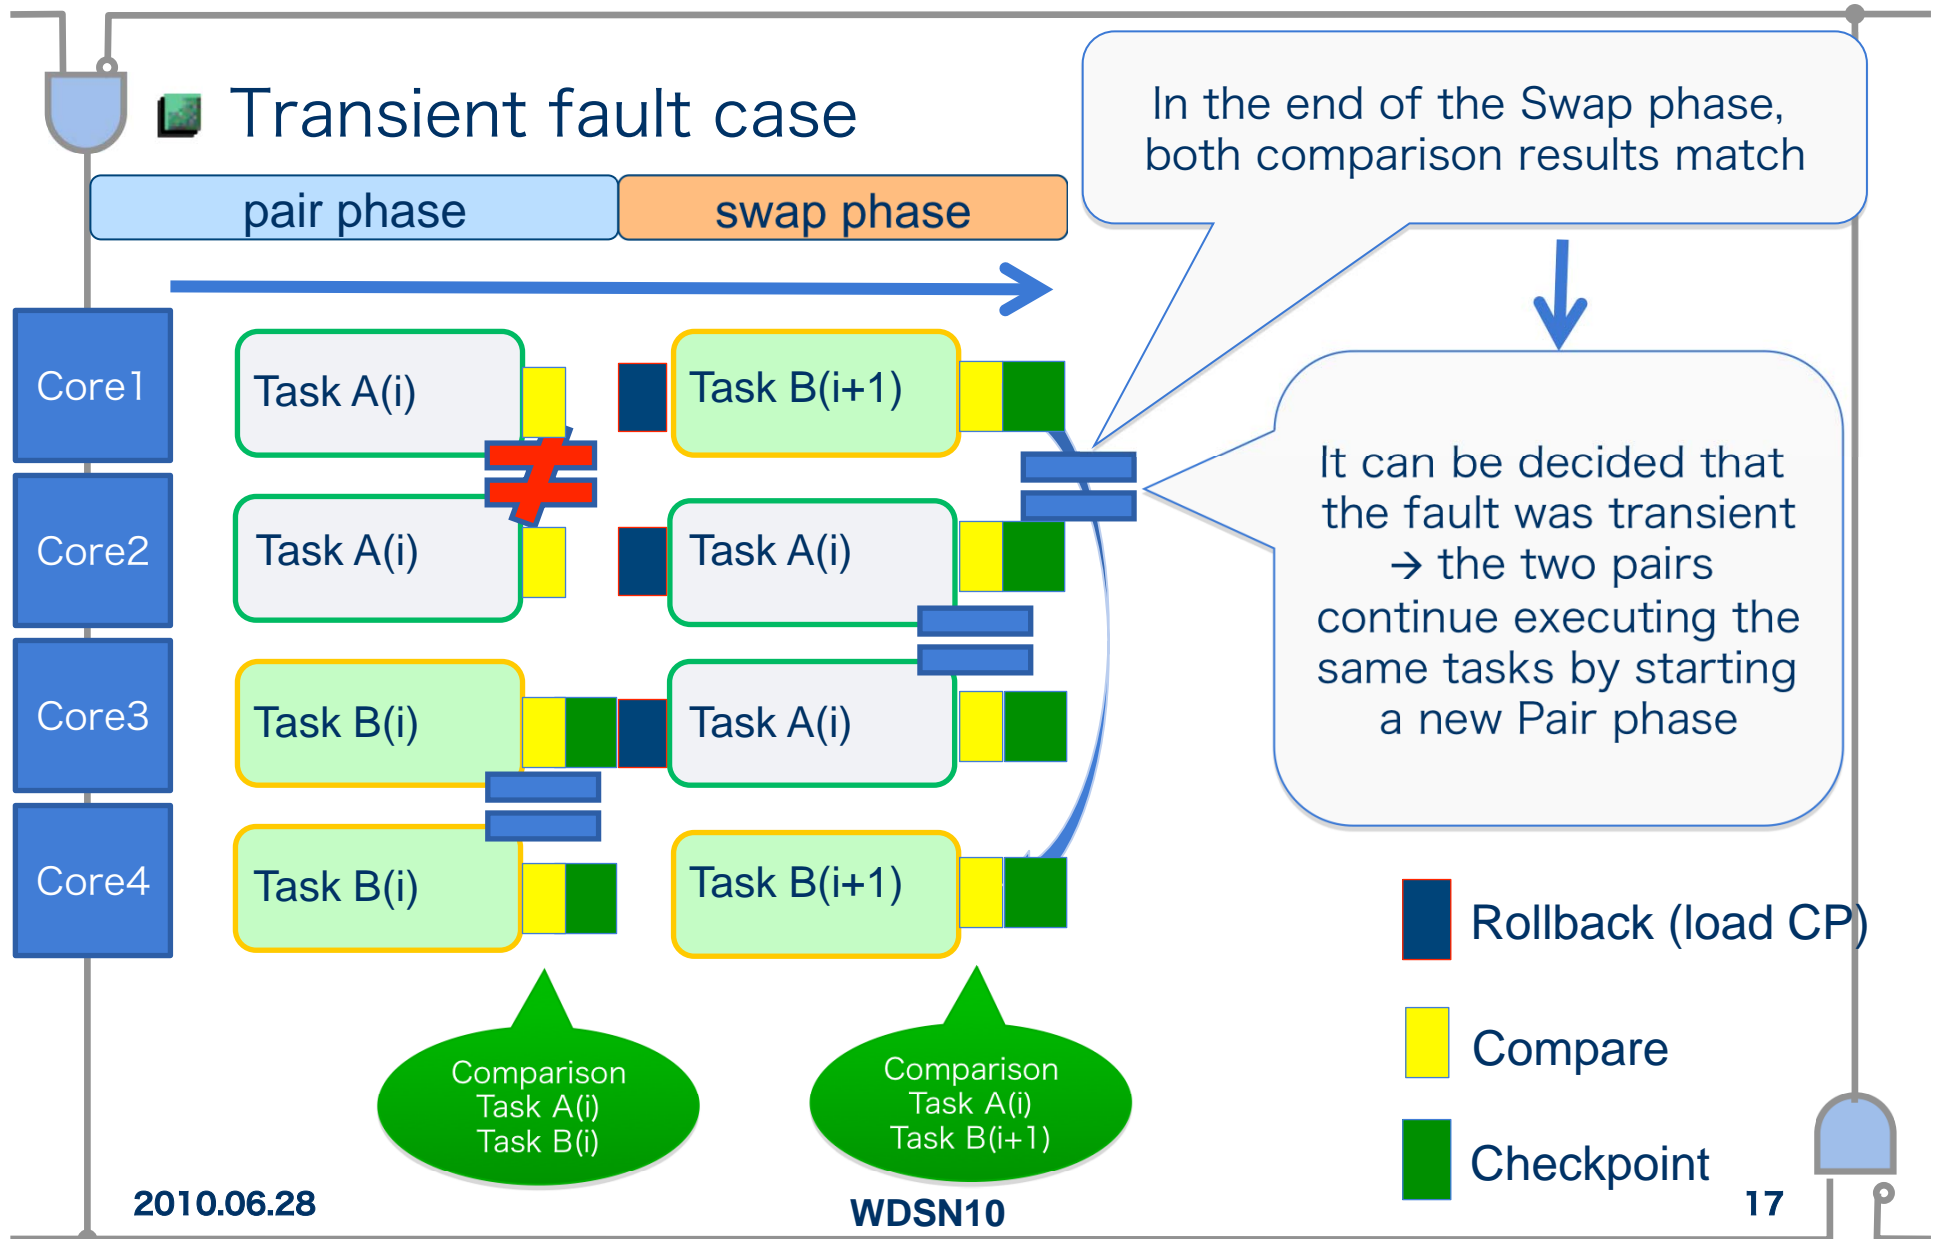 Transient fault case
In the end of the Swap phase,
both comparison results match
pair phase
swap phase
Core1
Task A(i)
Task B(i+1)
Core2
Task A(i)
Task A(i)
Core3
Task B(i)
Task A(i)
Core4
Task B(i)
Task B(i+1)
It can be decided that
the fault was transient
→ the two pairs
continue executing the
same tasks by starting
a new Pair phase
Rollback (load CP)
Compare
Checkpoint
Comparison
Task A(i)
Task B(i)
Comparison
Task A(i)
Task B(i+1)
2010.06.28
WDSN10
17